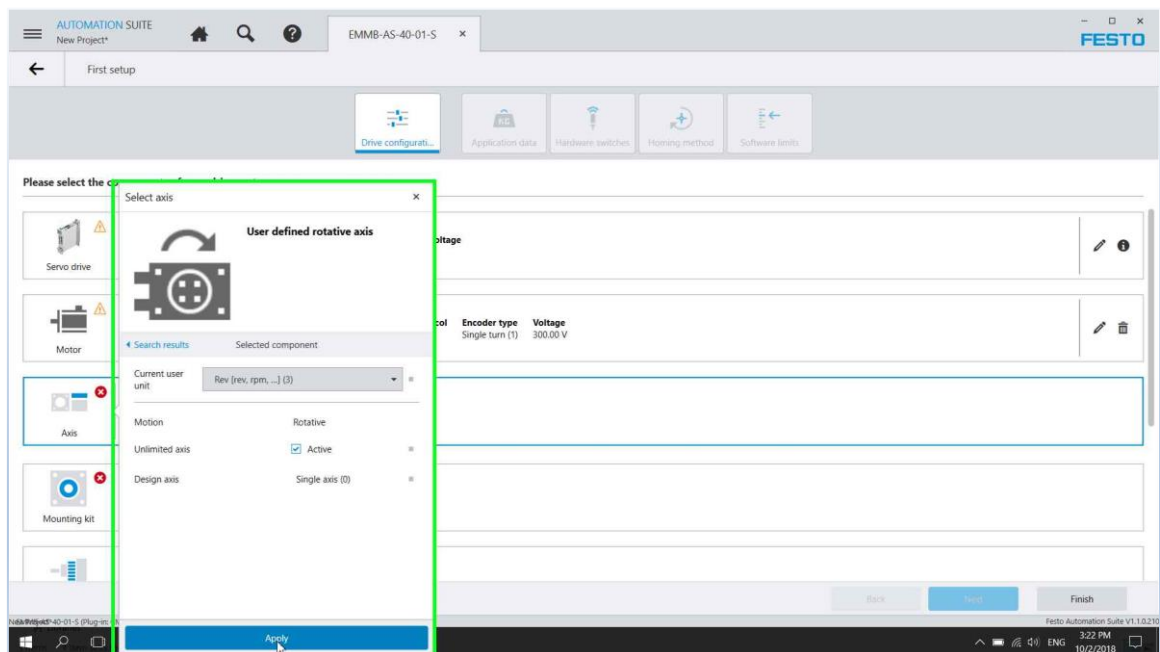 AUTOMATION SUITE
New Project*
EMMB-AS-40-01-S ×
FESTO
First setup
Drive configurati...
Application data
Hardware switches
Homing method
Software limits
Please select the
Select axis ×
User defined rotative axis
Servo drive
Voltage
Motor
Encoder type Voltage
Single turn (1) 300.00 V
Search results Selected component
Current user unit
Rev [rev, rpm, ...] (3)
Axis
Motion Rotative
Unlimited axis Active
Design axis Single axis (0)
Mounting kit
Back
Next
Finish
Festo Automation Suite V1.1.0.210
Apply
ENG
3:22 PM
10/2/2018